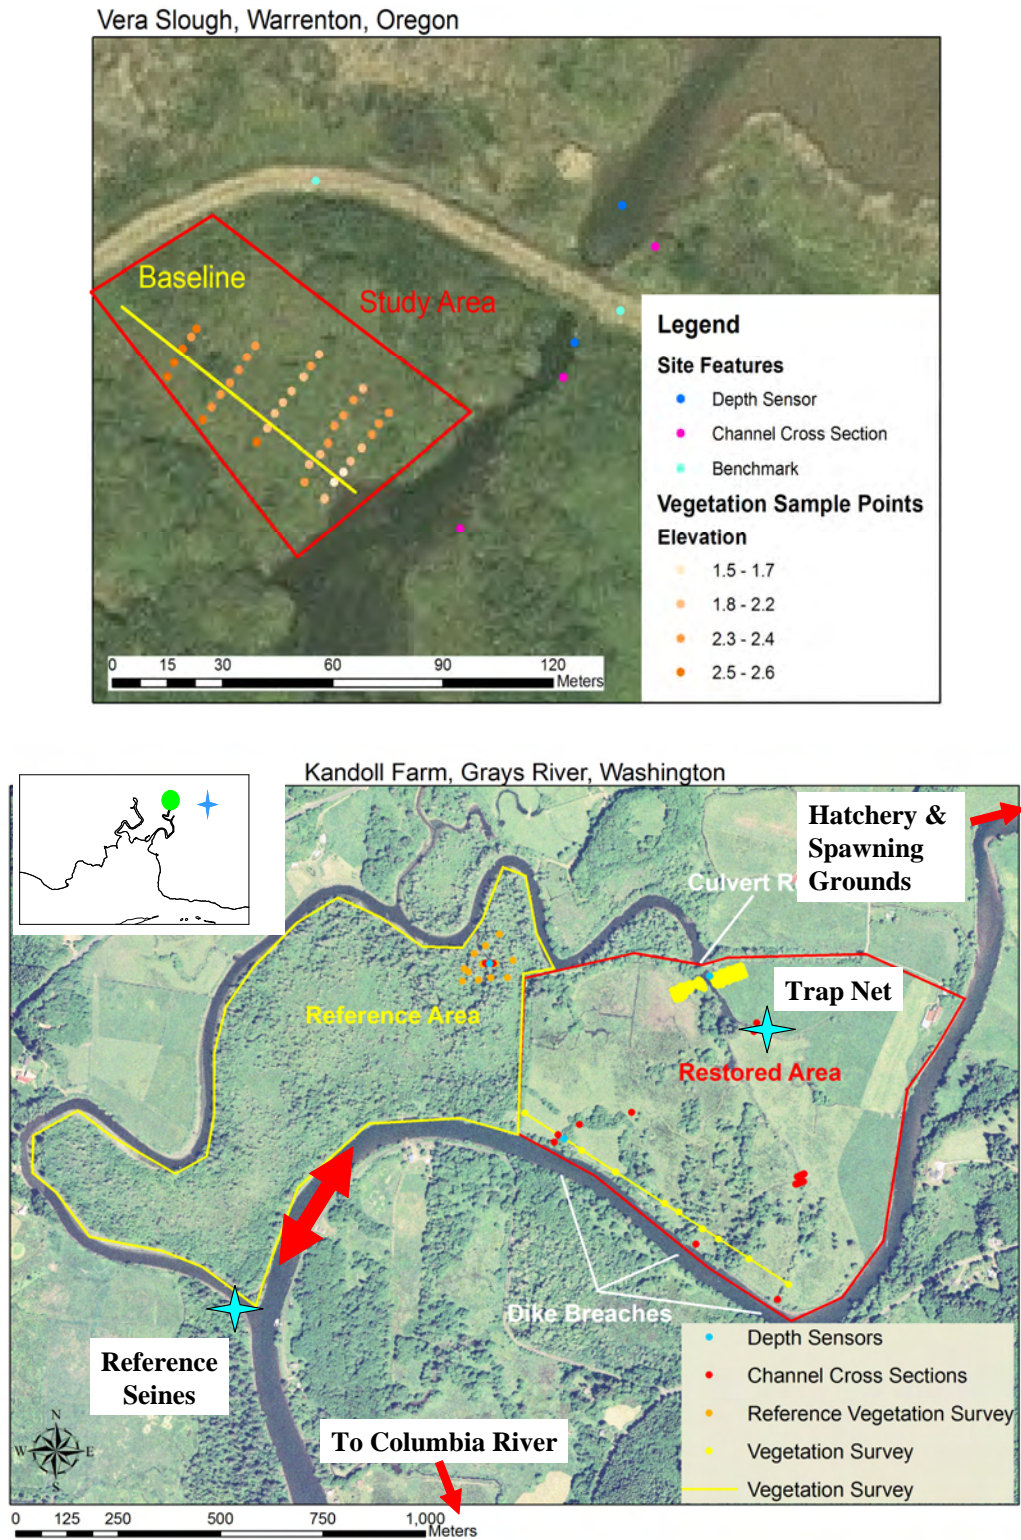 Vera Slough, Warrenton, Oregon
Baseline
Study Area
Legend
Site Features
Depth Sensor
Channel Cross Section
Benchmark
Vegetation Sample Points
Elevation
1.5 - 1.7
1.8 - 2.2
2.3 - 2.4
2.5 - 2.6
0 15 30 60 90 120
Meters
Kandoll Farm, Grays River, Washington
Hatchery &
Spawning
Grounds
Culvert R
Trap Net
Reference Area
Restored Area
Dike Breaches
Reference
Seines
To Columbia River
N
W E
S
Depth Sensors
Channel Cross Sections
Reference Vegetation Survey
Vegetation Survey
Vegetation Survey
0 125 250 500 750 1,000
Meters